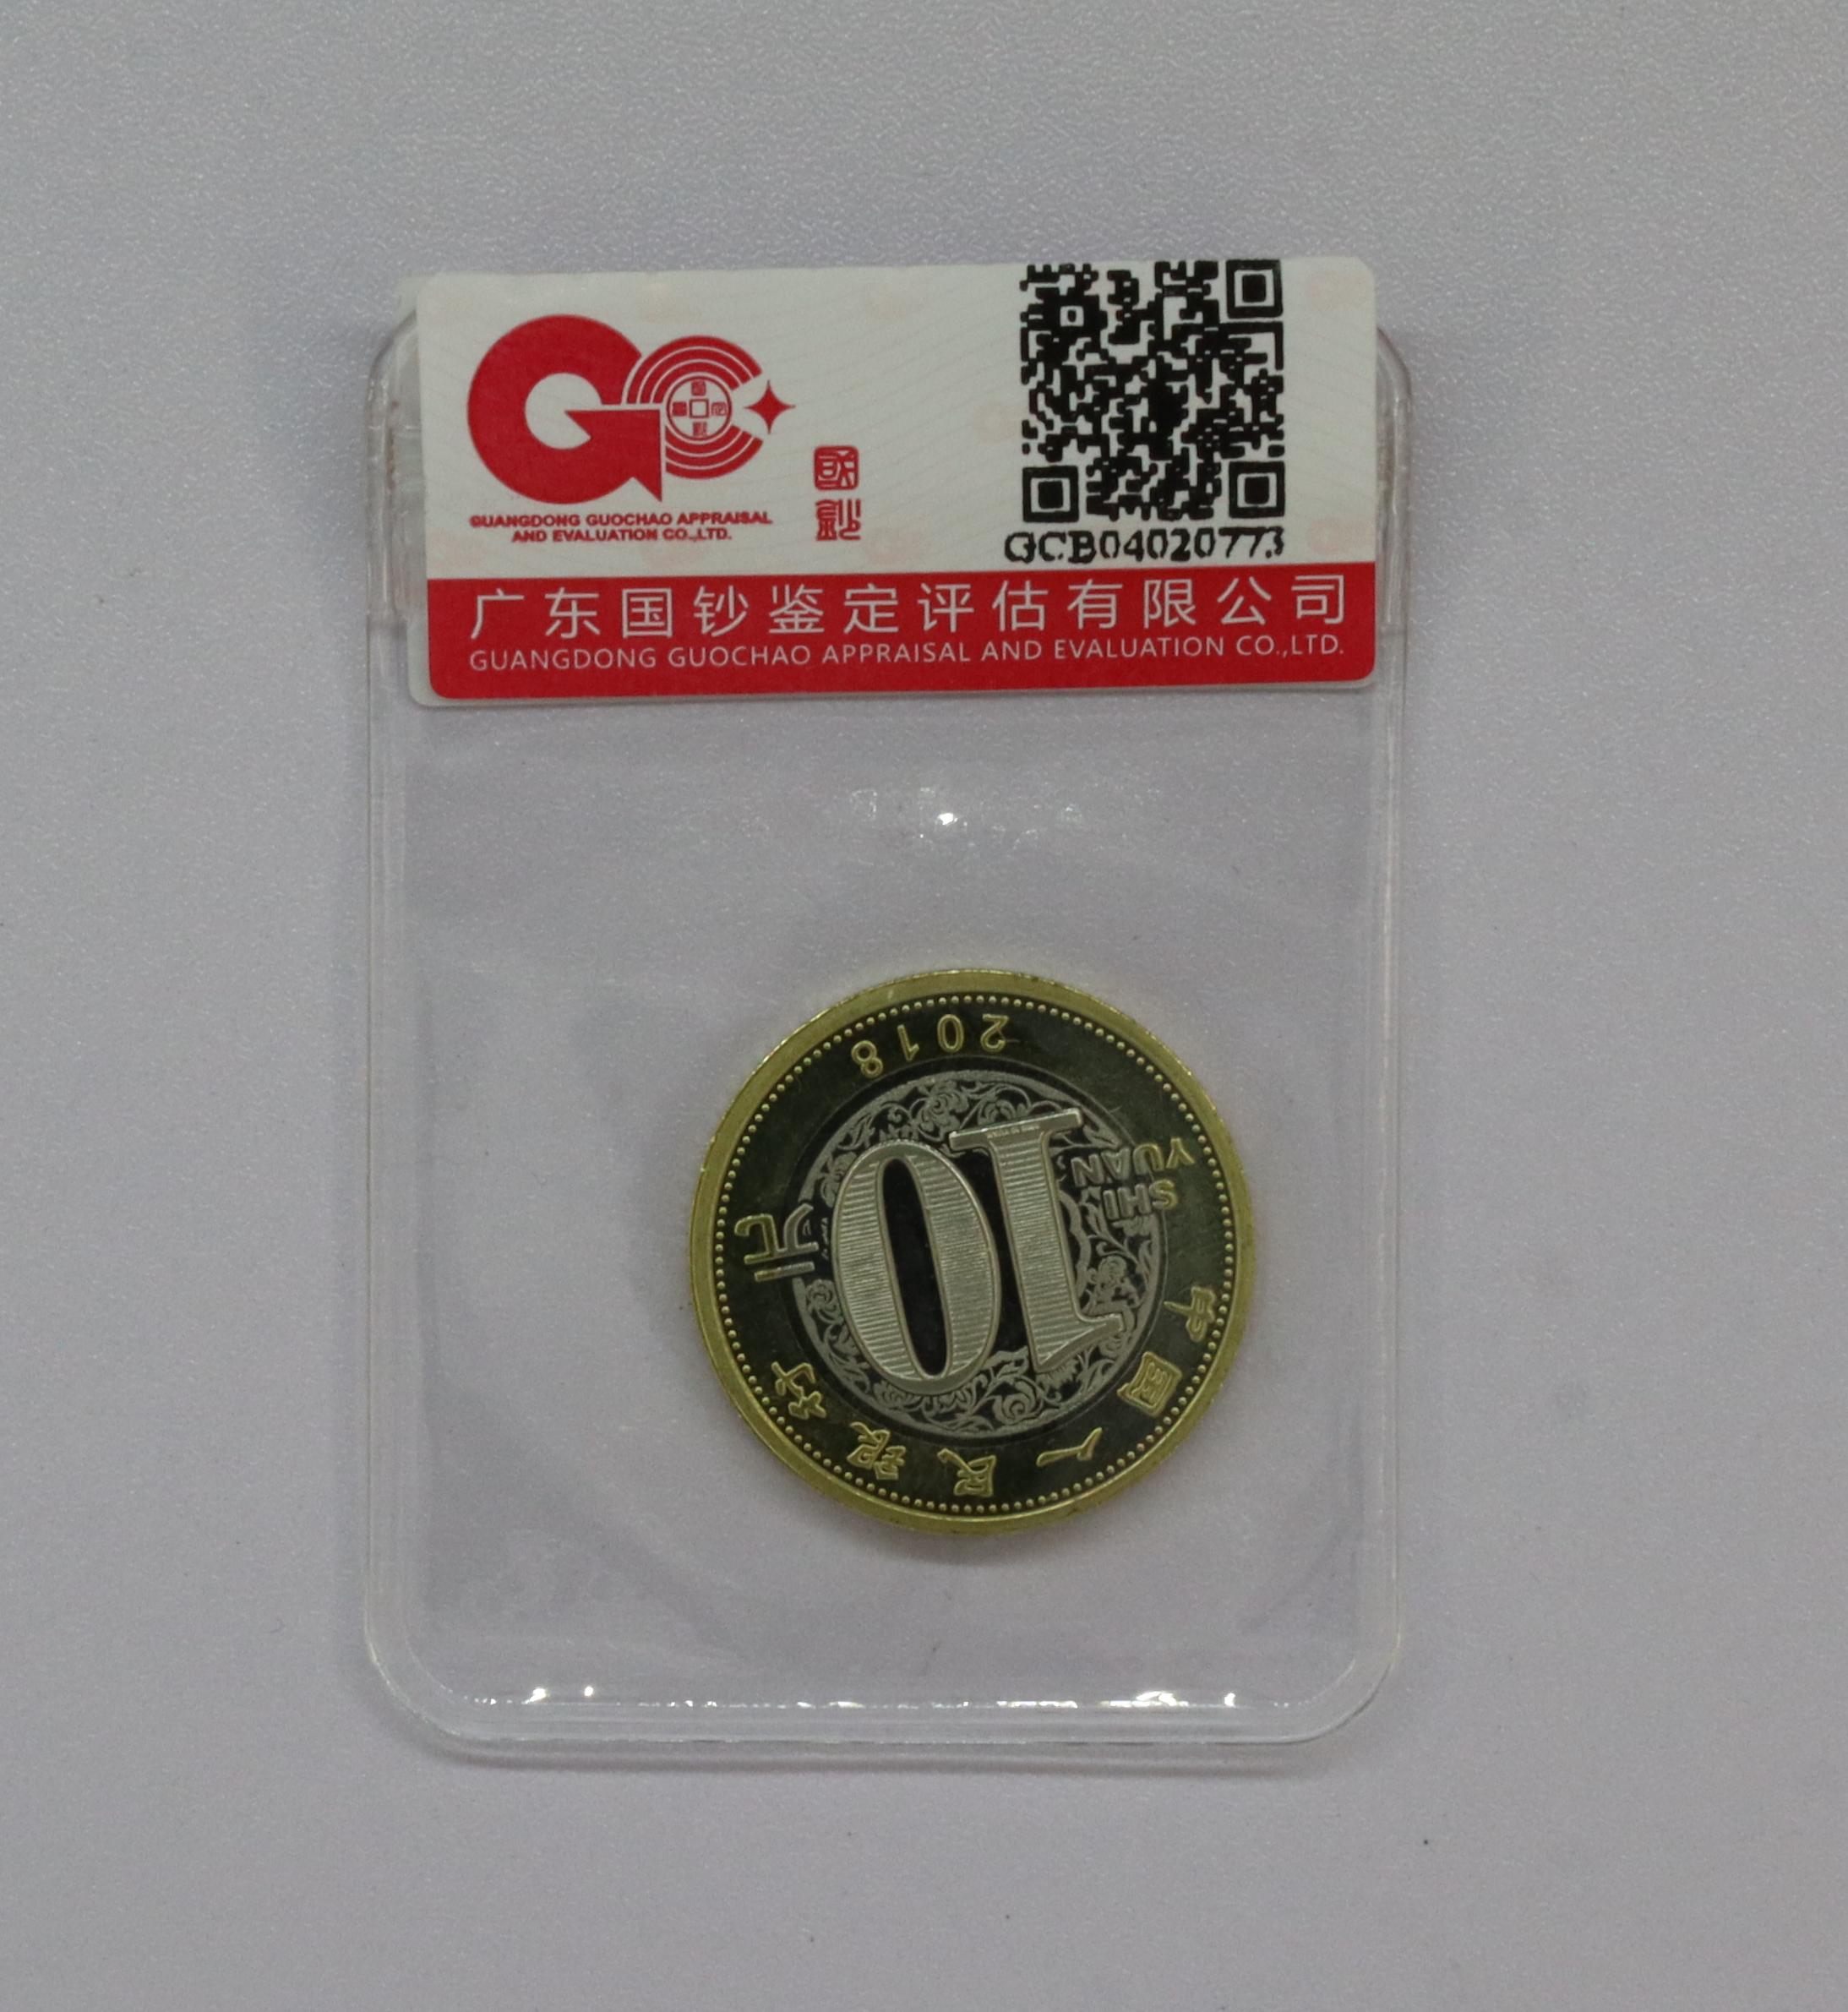 GUANGDONG GUOCHAO APPRAISAL
AND EVALUATION CO.,LTD.
國鈔
GCB04020773
广东国钞鉴定评估有限公司
GUANGDONG GUOCHAO APPRAISAL AND EVALUATION CO.,LTD.
中国人民银行
10
元
SHI
YUAN
2018